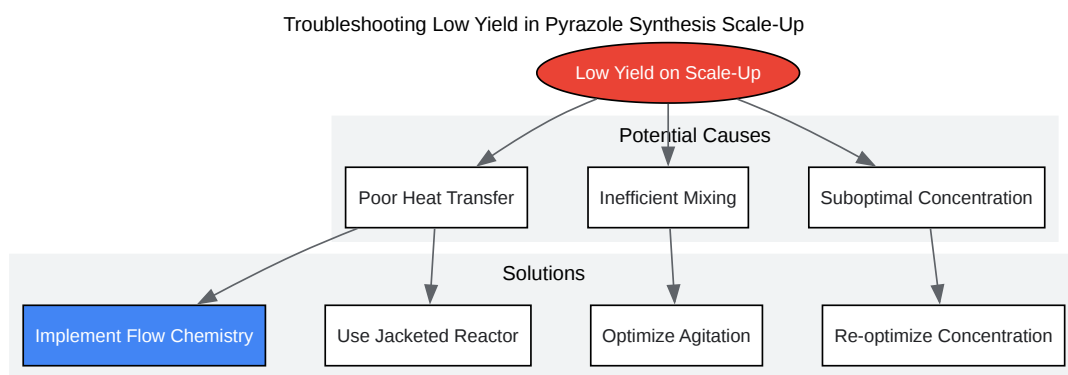 Troubleshooting Low Yield in Pyrazole Synthesis Scale-Up
Low Yield on Scale-Up
Potential Causes
Poor Heat Transfer
Inefficient Mixing
Suboptimal Concentration
Solutions
Implement Flow Chemistry
Use Jacketed Reactor
Optimize Agitation
Re-optimize Concentration